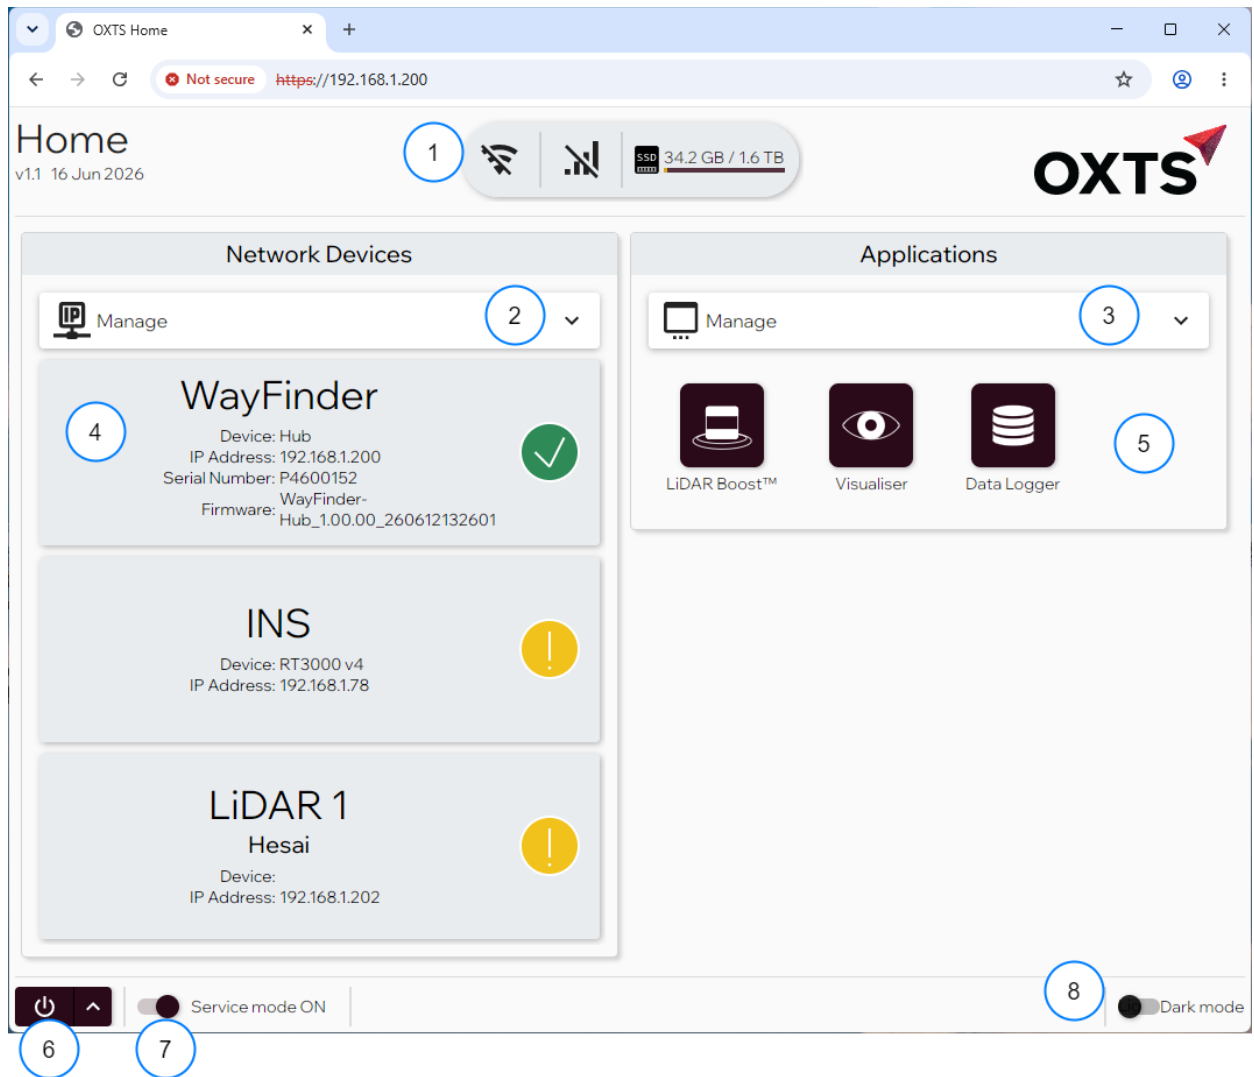 OXTS Home
Not secure https://192.168.1.200
Home
v1.1 16 Jun 2026
1
SSD 34.2 GB / 1.6 TB
OXTS
Network Devices
IP Manage
2
WayFinder
4
Device: Hub
IP Address: 192.168.1.200
Serial Number: P4600152
Firmware: WayFinder-
Hub_1.00.00_260612132601
INS
Device: RT3000 v4
IP Address: 192.168.1.78
LiDAR 1
Hesai
Device:
IP Address: 192.168.1.202
Applications
Manage
3
LiDAR Boost™ Visualiser Data Logger
5
Service mode ON
6
7
8
Dark mode